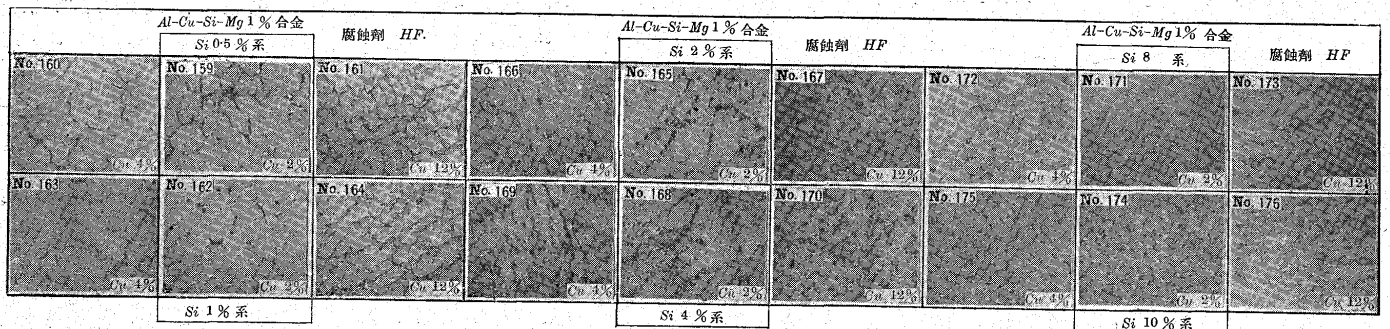 Al-Cu-Si-Mg 1% 合金
Si 0·5 % 系
腐蝕劑 HF.
Al-Cu-Si-Mg 1% 合金
Si 2 % 系
腐蝕劑 HF
Al-Cu-Si-Mg 1% 合金
Si 8 系
腐蝕劑 HF
No. 160
Cu 4%
No. 159
Cu 2%
No. 161
Cu 12%
No. 166
Cu 4%
No. 165
Cu 2%
No. 167
Cu 12%
No. 172
Cu 4%
No. 171
Cu 2%
No. 173
Cu 12%
No. 163
Cu 4%
No. 162
Cu 2%
No. 164
Cu 12%
No. 169
Cu 4%
No. 168
Cu 2%
No. 170
Cu 12%
No. 175
Cu 4%
No. 174
Cu 2%
No. 176
Cu 12%
Si 1 % 系
Si 4 % 系
Si 10 % 系